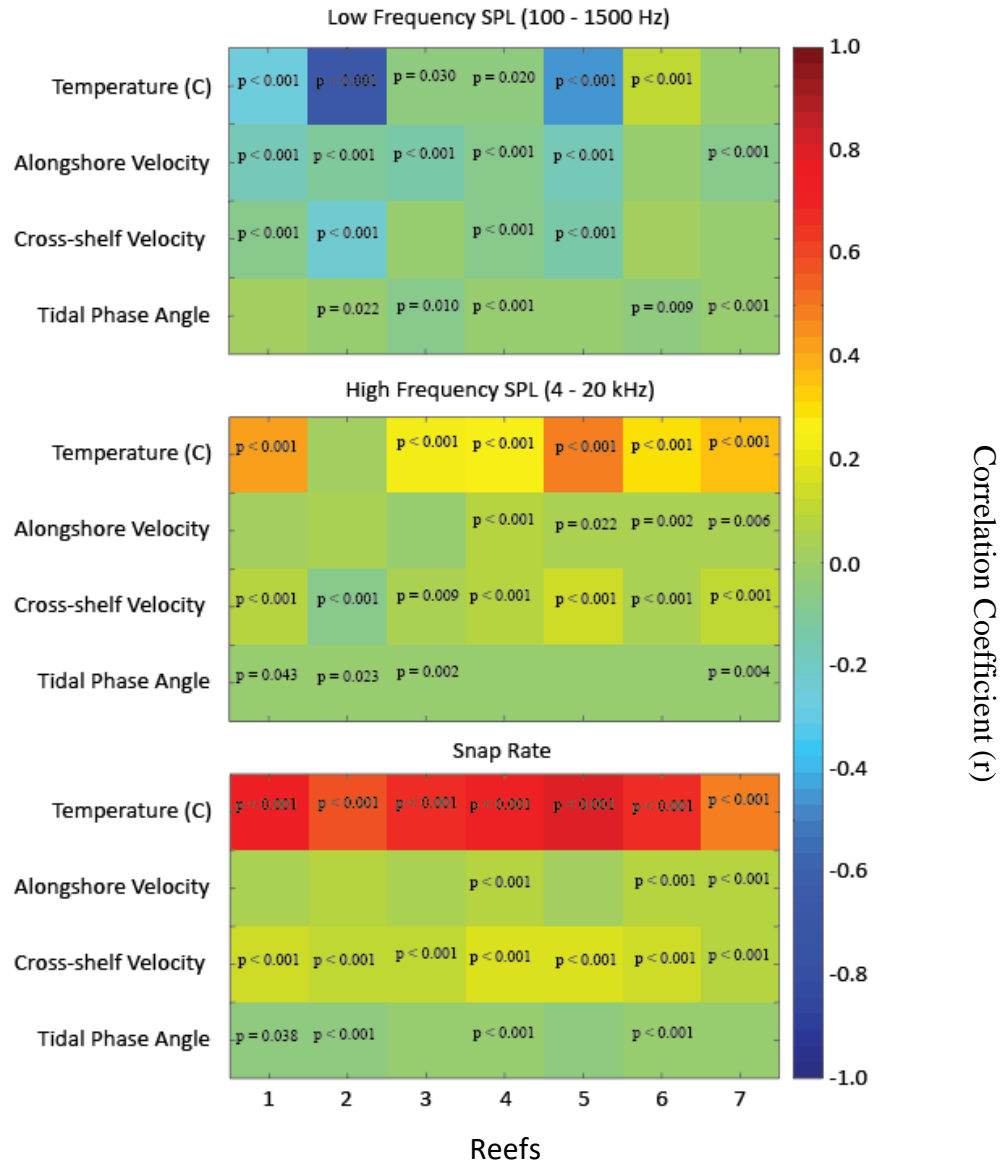 Low Frequency SPL (100 - 1500 Hz)
Temperature (C) p < 0.001 p < 0.001 p = 0.030 p = 0.020 p < 0.001 p < 0.001
Alongshore Velocity p < 0.001 p < 0.001 p < 0.001 p < 0.001 p < 0.001 p < 0.001
Cross-shelf Velocity p < 0.001 p < 0.001 p < 0.001 p < 0.001
Tidal Phase Angle p = 0.022 p = 0.010 p < 0.001 p = 0.009 p < 0.001
High Frequency SPL (4 - 20 kHz)
Temperature (C) p < 0.001 p < 0.001 p < 0.001 p < 0.001 p < 0.001 p < 0.001
Alongshore Velocity p < 0.001 p = 0.022 p = 0.002 p = 0.006
Cross-shelf Velocity p < 0.001 p < 0.001 p = 0.009 p < 0.001 p < 0.001 p < 0.001 p < 0.001
Tidal Phase Angle p = 0.043 p = 0.023 p = 0.002 p = 0.004
Snap Rate
Temperature (C) p < 0.001 p < 0.001 p < 0.001 p < 0.001 p < 0.001 p < 0.001 p < 0.001
Alongshore Velocity p < 0.001 p < 0.001 p < 0.001
Cross-shelf Velocity p < 0.001 p < 0.001 p < 0.001 p < 0.001 p < 0.001 p < 0.001 p < 0.001
Tidal Phase Angle p = 0.038 p < 0.001 p < 0.001 p < 0.001
1 2 3 4 5 6 7
Reefs
1.0
0.8
0.6
0.4
0.2
0.0
-0.2
-0.4
-0.6
-0.8
-1.0
Correlation Coefficient (r)